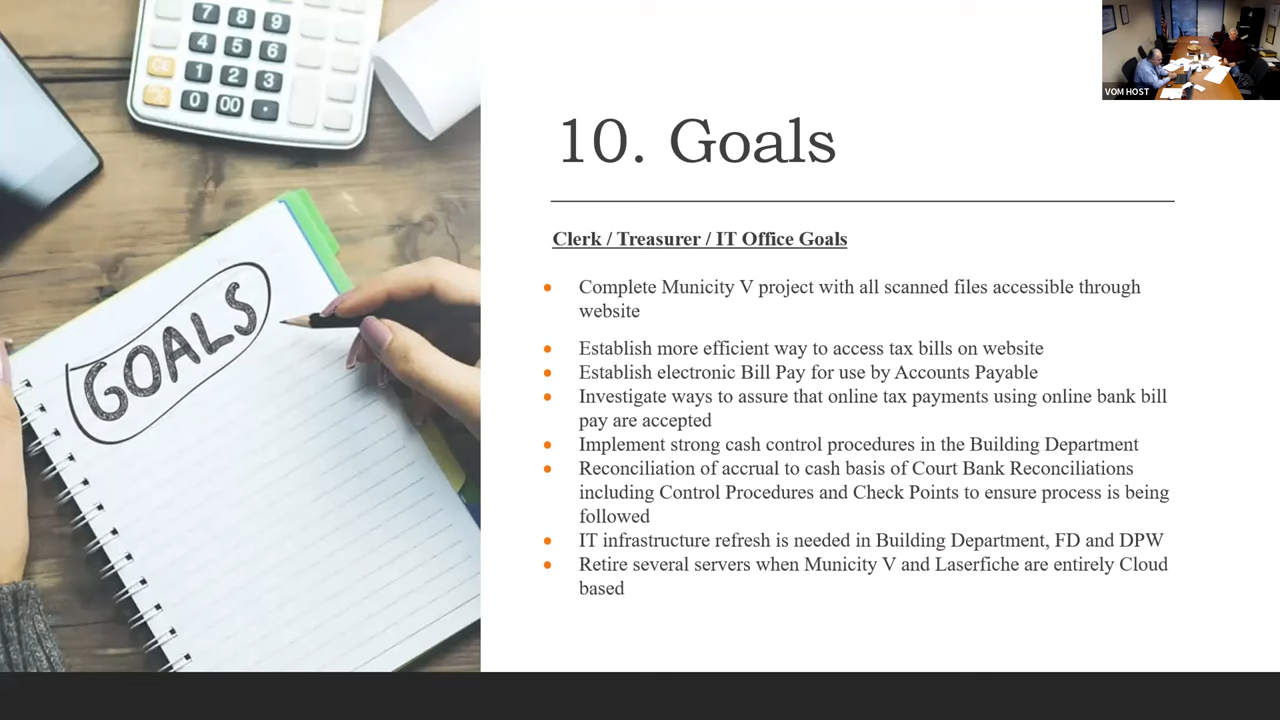 7 8 9
4 5 6
CE 1 2 3
0 00 .
GOALS
VOM HOST
10. Goals
Clerk / Treasurer / IT Office Goals
• Complete Municity V project with all scanned files accessible through
website
• Establish more efficient way to access tax bills on website
• Establish electronic Bill Pay for use by Accounts Payable
• Investigate ways to assure that online tax payments using online bank bill
pay are accepted
• Implement strong cash control procedures in the Building Department
• Reconciliation of accrual to cash basis of Court Bank Reconciliations
including Control Procedures and Check Points to ensure process is being
followed
• IT infrastructure refresh is needed in Building Department, FD and DPW
• Retire several servers when Municity V and Laserfiche are entirely Cloud
based